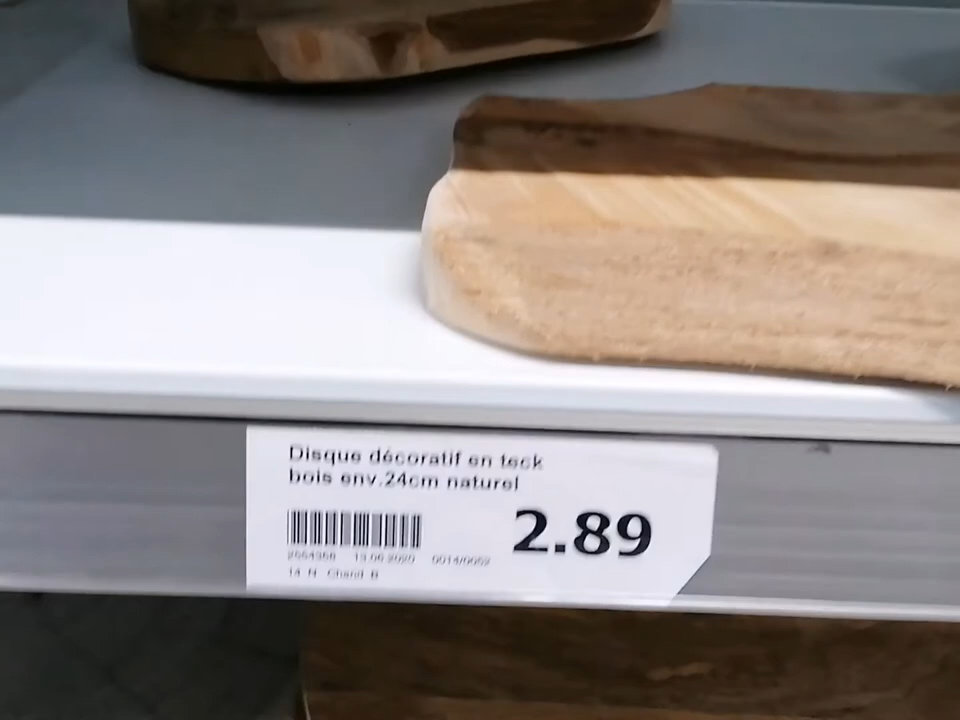 Disque décoratif en teck
bois env.24cm naturel
2.89
2554358 13.06.2020 0014/0052
14 N